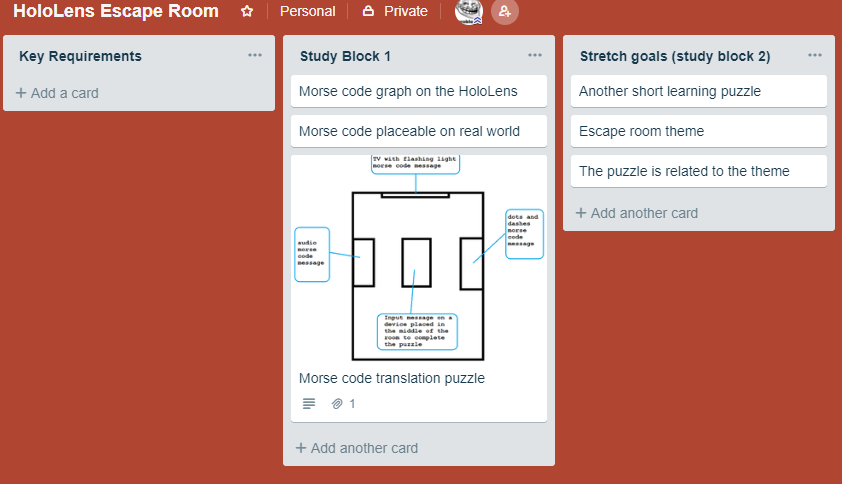 HoloLens Escape Room Personal Private
Key Requirements
+ Add a card
Study Block 1
Morse code graph on the HoloLens
Morse code placeable on real world
TV with flashing light
morse code message
audio
morse
code
message
dots and
dashes
morse
code
message
Input message on a
device placed in
the middle of the
room to complete
the puzzle
Morse code translation puzzle
1
+ Add another card
Stretch goals (study block 2)
Another short learning puzzle
Escape room theme
The puzzle is related to the theme
+ Add another card